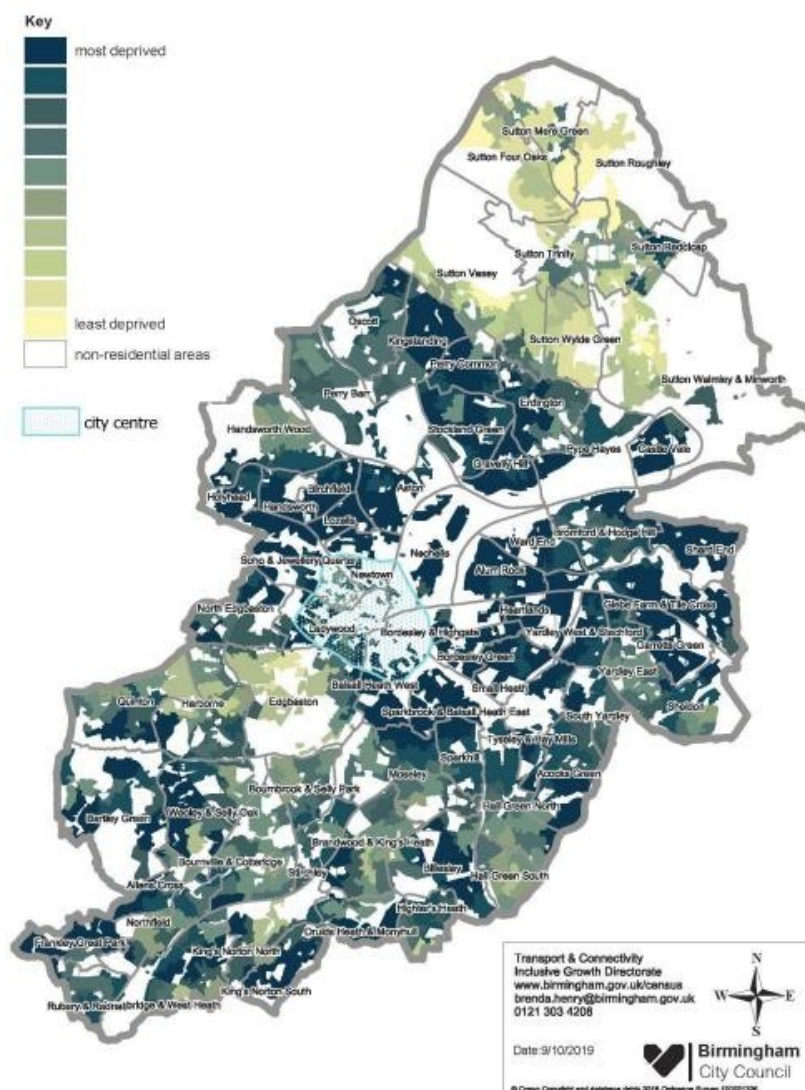 Key
most deprived
least deprived
non-residential areas
city centre
Sutton Mere Green
Sutton Four Oaks
Sutton Roughley
Sutton Trinity
Sutton Reddicap
Sutton Vesey
Oscott
Kingstanding
Sutton Wylde Green
Perry Common
Sutton Walmley & Minworth
Perry Barr
Erdington
Handsworth Wood
Stockland Green
Pype Hayes
Castle Vale
Gravelly Hill
Birchfield
Aston
Holyhead
Handsworth
Lozells
Bromford & Hodge Hill
Ward End
Shard End
Nechells
Soho & Jewellery Quarter
Alum Rock
Newtown
North Edgbaston
Heartlands
Glebe Farm & Tile Cross
Ladywood
Bordesley & Highgate
Yardley West & Stechford
Garretts Green
Bordesley Green
Yardley East
Balsall Heath West
Small Heath
Quinton
Harborne
Edgbaston
Sheldon
Sparkbrook & Balsall Heath East
South Yardley
Tyseley & Hay Mills
Sparkhill
Moseley
Acocks Green
Bournbrook & Selly Park
Hall Green North
Bartley Green
Weoley & Selly Oak
Brandwood & King's Heath
Bournville & Cotteridge
Stirchley
Billesley
Hall Green South
Allens Cross
Highter's Heath
Northfield
Druids Heath & Monyhull
Frankley Great Park
King's Norton North
King's Norton South
Rubery & Rednal
bridge & West Heath
Transport & Connectivity
Inclusive Growth Directorate
www.birmingham.gov.uk/census
brenda.henry@birmingham.gov.uk
0121 303 4208
N
W E
S
Date:9/10/2019
Birmingham
City Council